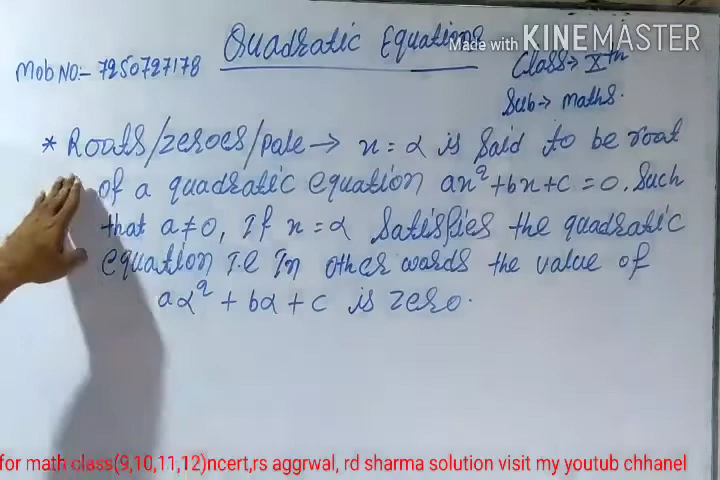 Quadratic Equations
Made with KINEMASTER
Mob No:- 7250727178
Class→ Xth
Sub→ maths.
* Roots/zeroes/Pale → x = α is said to be root
of a quadratic equation ax² + bx + c = 0. Such
that a ≠ 0, If x = α Satisfies the quadratic
equation I.e In other words the value of
aα² + bα + c is zero.
for math class(9,10,11,12)ncert,rs aggrwal, rd sharma solution visit my youtub chhanel